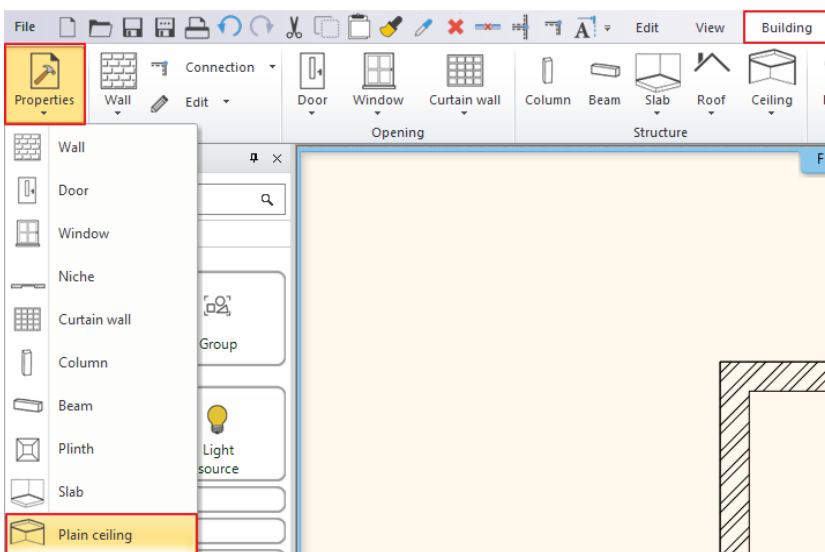 File Edit View Building
Properties Wall Connection Edit Door Window Curtain wall Column Beam Slab Roof Ceiling
Opening Structure
Wall
Door
Window
Niche
Curtain wall
Column
Beam
Plinth
Slab
Plain ceiling
Group
Light
source
F